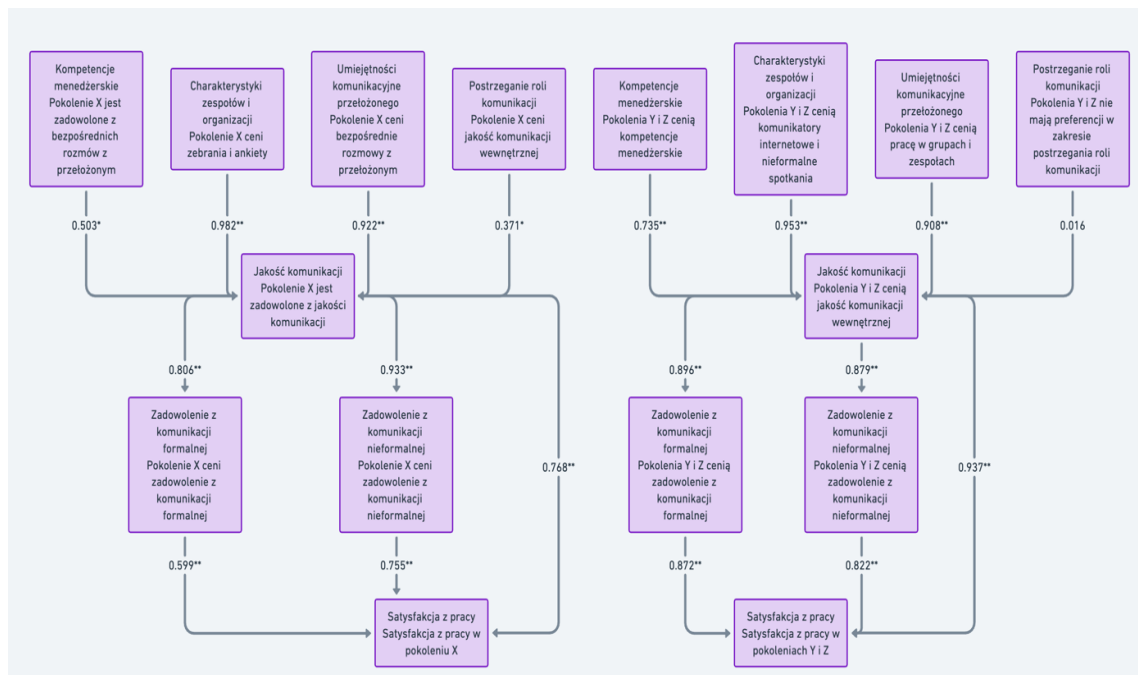 Kompetencje
menedżerskie
Pokolenie X jest
zadowolone z
bezpośrednich
rozmów z
przełożonym
Charakterystyki
zespołów i
organizacji
Pokolenie X ceni
zebrania i ankiety
Umiejętności
komunikacyjne
przełożonego
Pokolenie X ceni
bezpośrednie
rozmowy z
przełożonym
Postrzeganie roli
komunikacji
Pokolenie X ceni
jakość komunikacji
wewnętrznej
Kompetencje
menedżerskie
Pokolenia Y i Z cenią
kompetencje
menedżerskie
Charakterystyki
zespołów i
organizacji
Pokolenia Y i Z cenią
komunikatory
internetowe i
nieformalne
spotkania
Umiejętności
komunikacyjne
przełożonego
Pokolenia Y i Z cenią
pracę w grupach i
zespołach
Postrzeganie roli
komunikacji
Pokolenia Y i Z nie
mają preferencji w
zakresie
postrzegania roli
komunikacji
0.503*
0.982**
0.922**
0.371*
0.735**
0.953**
0.908**
0.016
Jakość komunikacji
Pokolenie X jest
zadowolone z jakości
komunikacji
Jakość komunikacji
Pokolenia Y i Z cenią
jakość komunikacji
wewnętrznej
0.806**
0.933**
0.896**
0.879**
Zadowolenie z
komunikacji
formalnej
Pokolenie X ceni
zadowolenie z
komunikacji
formalnej
Zadowolenie z
komunikacji
nieformalnej
Pokolenie X ceni
zadowolenie z
komunikacji
nieformalnej
0.768**
Zadowolenie z
komunikacji
formalnej
Pokolenia Y i Z cenią
zadowolenie z
komunikacji
formalnej
Zadowolenie z
komunikacji
nieformalnej
Pokolenia Y i Z cenią
zadowolenie z
komunikacji
nieformalnej
0.937**
0.599**
0.755**
0.872**
0.822**
Satysfakcja z pracy
Satysfakcja z pracy w
pokoleniu X
Satysfakcja z pracy
Satysfakcja z pracy w
pokoleniach Y i Z